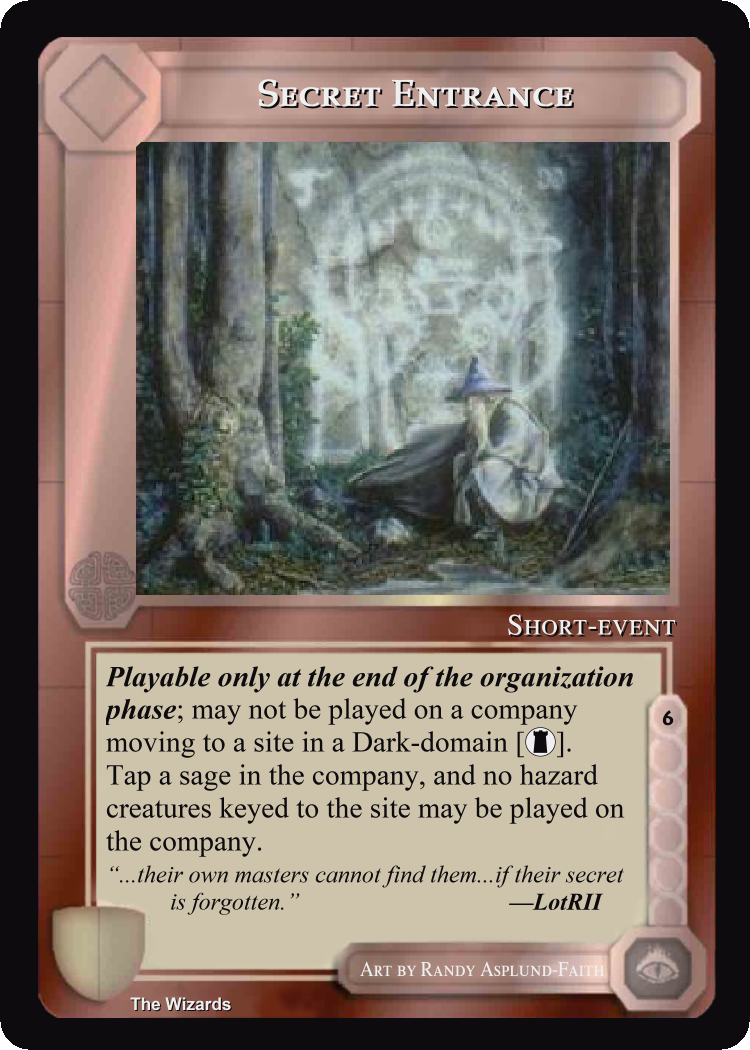 Secret Entrance
Short-event
Playable only at the end of the organization
phase; may not be played on a company
moving to a site in a Dark-domain [ ].
Tap a sage in the company, and no hazard
creatures keyed to the site may be played on
the company.
“...their own masters cannot find them...if their secret
is forgotten.” —LotRII
6
Art by Randy Asplund-Faith
The Wizards